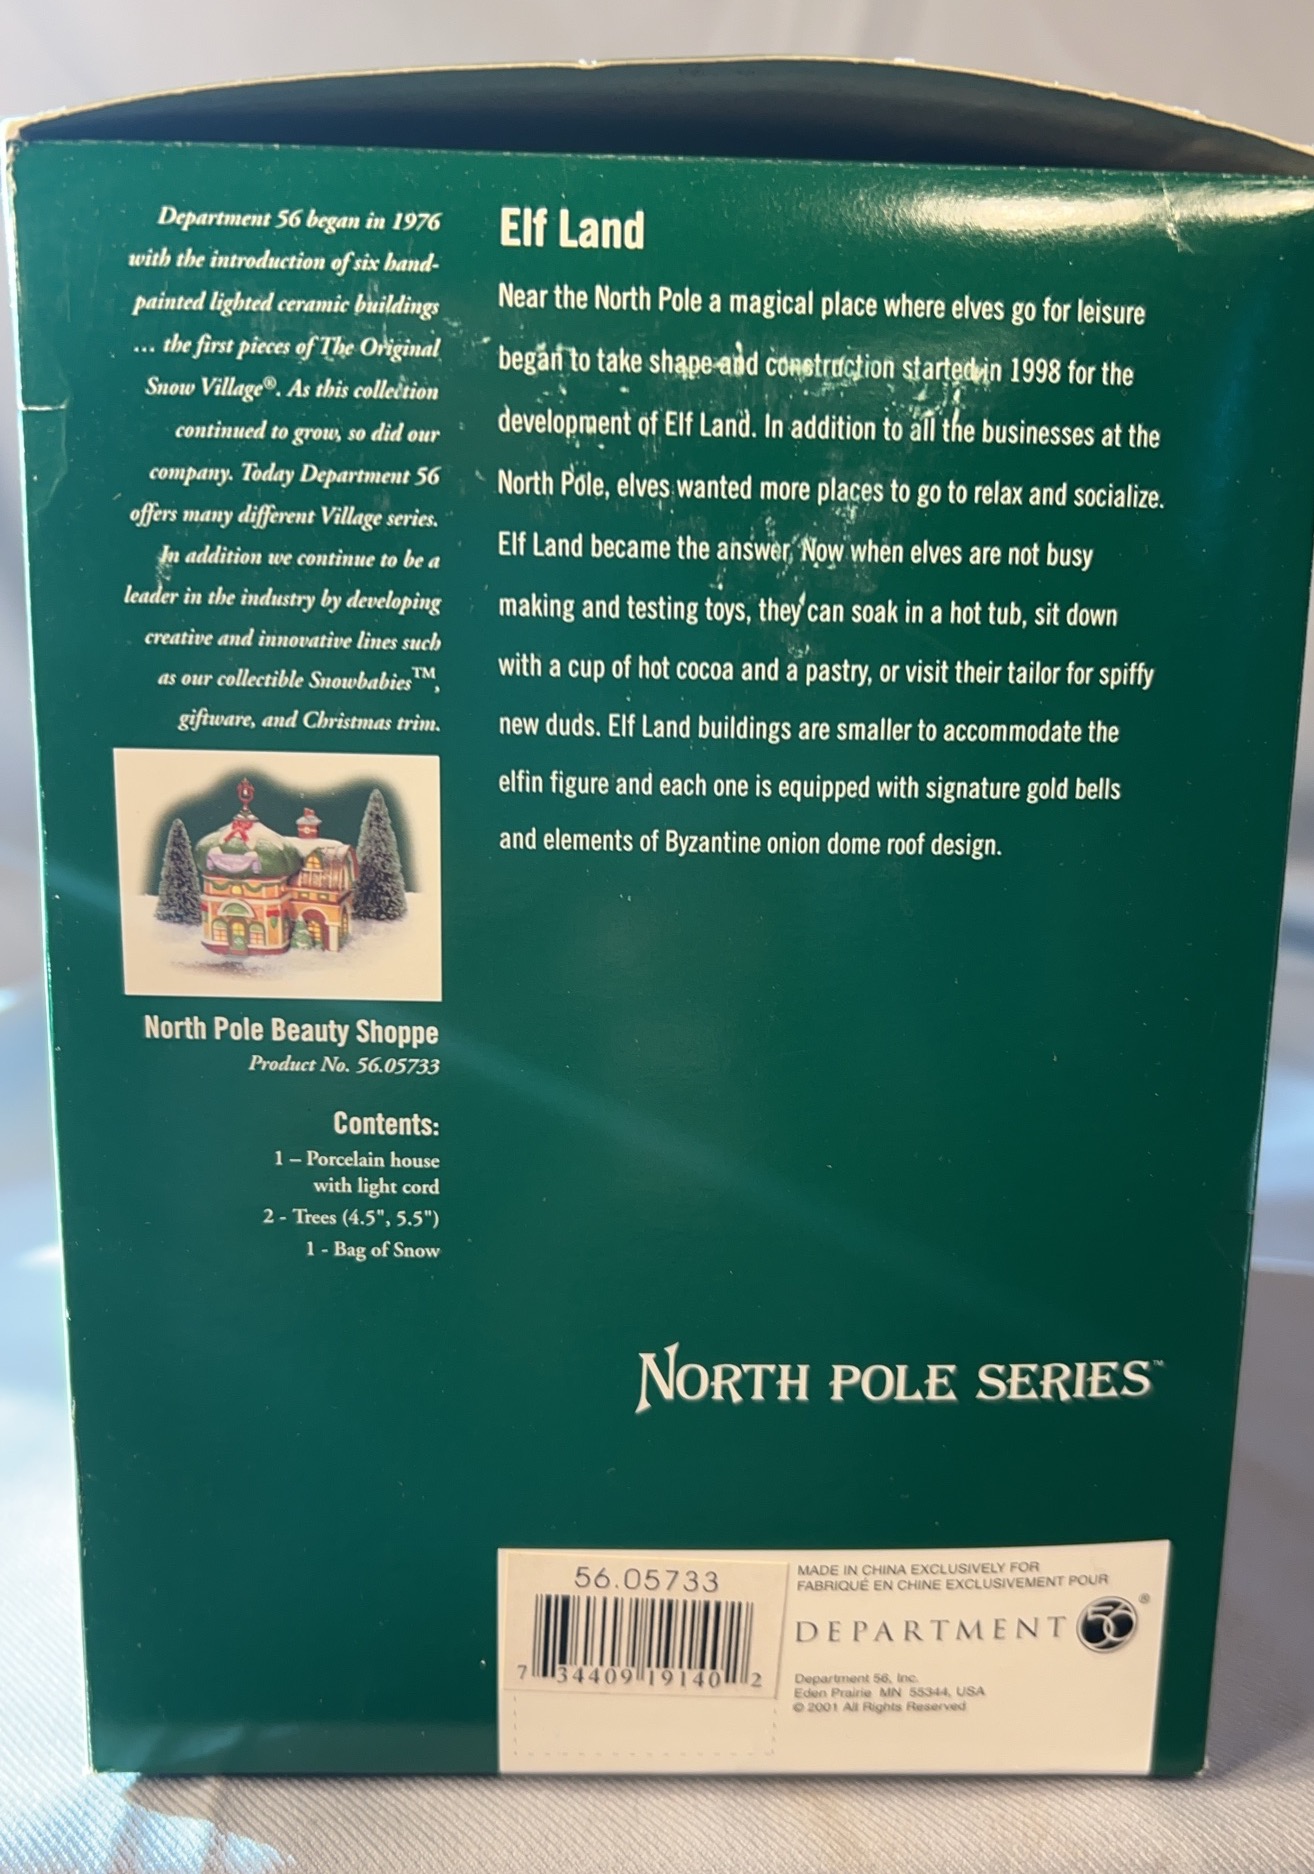 Department 56 began in 1976
with the introduction of six hand-
painted lighted ceramic buildings
... the first pieces of The Original
Snow Village®. As this collection
continued to grow, so did our
company. Today Department 56
offers many different Village series.
In addition we continue to be a
leader in the industry by developing
creative and innovative lines such
as our collectible Snowbabies™,
giftware, and Christmas trim.
North Pole Beauty Shoppe
Product No. 56.05733
Contents:
1 – Porcelain house
with light cord
2 - Trees (4.5", 5.5")
1 - Bag of Snow
Elf Land
Near the North Pole a magical place where elves go for leisure
began to take shape and construction started in 1998 for the
development of Elf Land. In addition to all the businesses at the
North Pole, elves wanted more places to go to relax and socialize.
Elf Land became the answer. Now when elves are not busy
making and testing toys, they can soak in a hot tub, sit down
with a cup of hot cocoa and a pastry, or visit their tailor for spiffy
new duds. Elf Land buildings are smaller to accommodate the
elfin figure and each one is equipped with signature gold bells
and elements of Byzantine onion dome roof design.
NORTH POLE SERIES™
56.05733
7 34409 19140 2
MADE IN CHINA EXCLUSIVELY FOR
FABRIQUÉ EN CHINE EXCLUSIVEMENT POUR
DEPARTMENT 56®
Department 56, Inc.
Eden Prairie MN 55344, USA
© 2001 All Rights Reserved